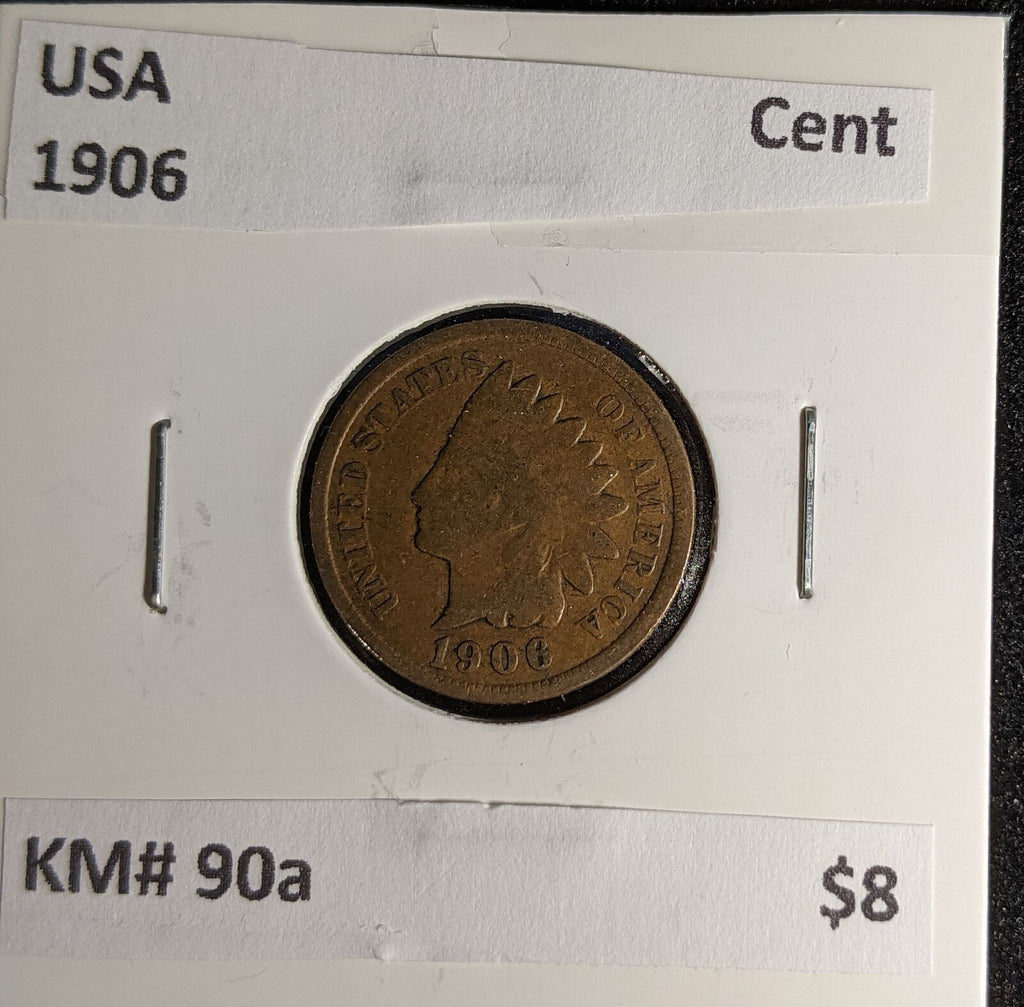 USA
Cent
1906
UNITED STATES OF AMERICA
1906
KM# 90a
$8